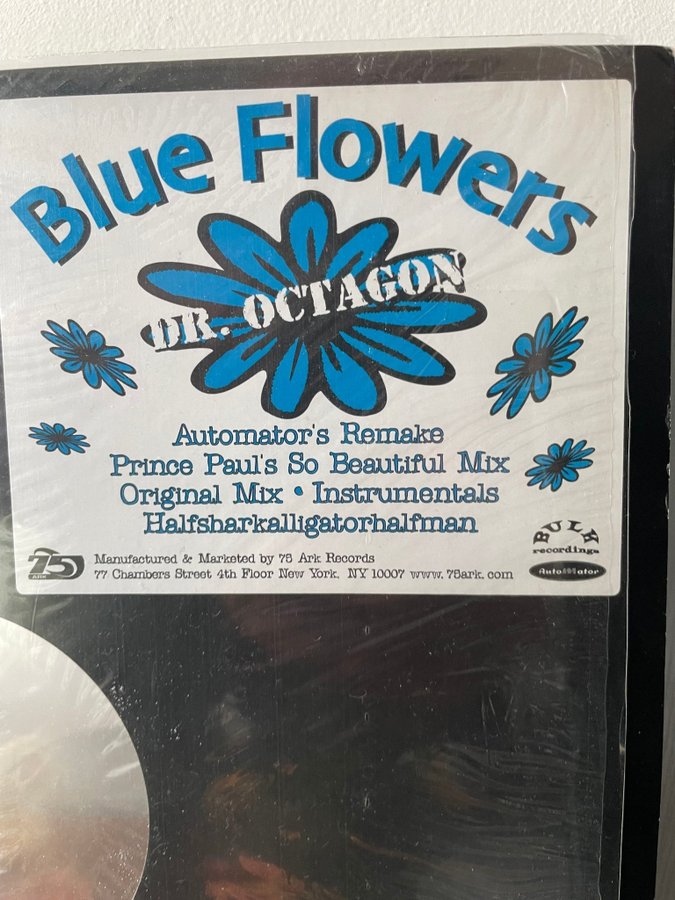 Blue Flowers
DR. OCTAGON
Automator's Remake
Prince Paul's So Beautiful Mix
Original Mix • Instrumentals
Halfsharkalligatorhalfman
75
ARK
Manufactured & Marketed by 75 Ark Records
77 Chambers Street 4th Floor New York, NY 10007 www. 75ark. com
BULK
recordings
AutoMator